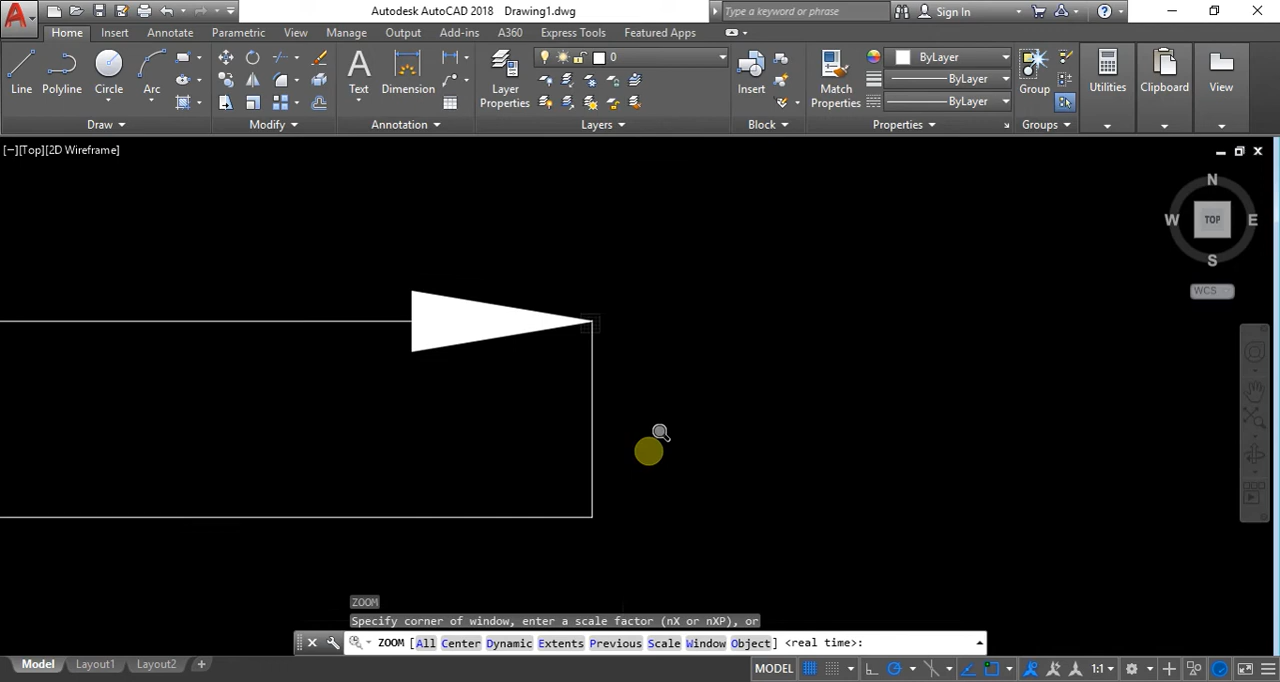 Autodesk AutoCAD 2018 Drawing1.dwg
Type a keyword or phrase
Sign In
Home Insert Annotate Parametric View Manage Output Add-ins A360 Express Tools Featured Apps
Line Polyline Circle Arc
Text Dimension
Layer
Properties
0
Insert
Match
Properties
ByLayer
ByLayer
ByLayer
Group
Utilities
Clipboard
View
Draw Modify Annotation Layers Block Properties Groups
[−][Top][2D Wireframe]
N
W TOP E
S
WCS
ZOOM
Specify corner of window, enter a scale factor (nX or nXP), or
ZOOM [All Center Dynamic Extents Previous Scale Window Object] <real time>:
Model Layout1 Layout2 +
MODEL 1:1